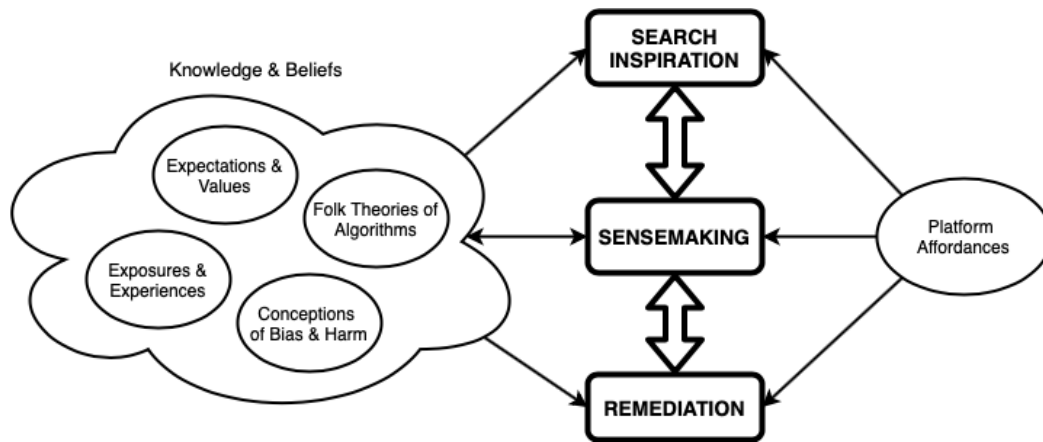 SEARCH
INSPIRATION
Knowledge & Beliefs
Expectations &
Values
Folk Theories of
Algorithms
Exposures &
Experiences
Conceptions
of Bias & Harm
SENSEMAKING
Platform
Affordances
REMEDIATION